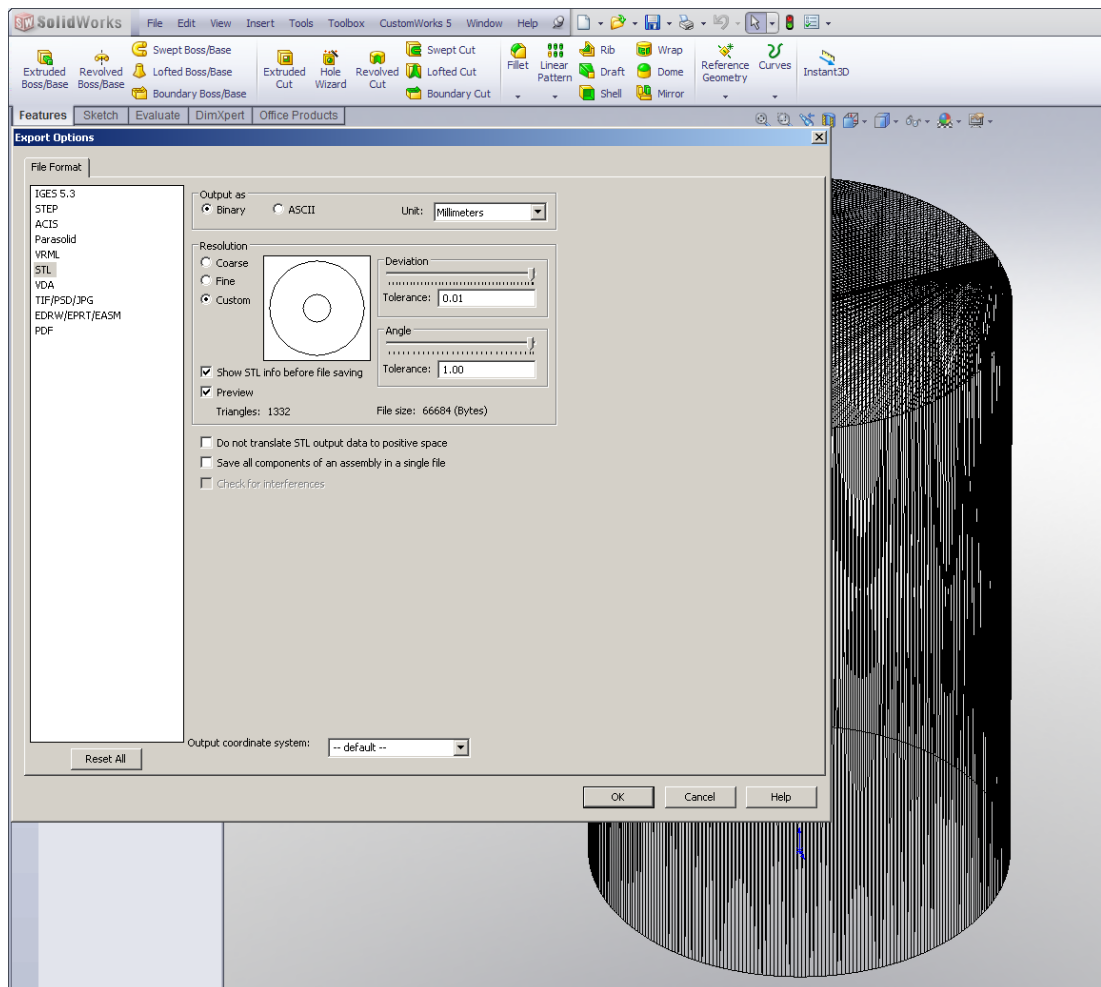 SolidWorks File Edit View Insert Tools Toolbox CustomWorks 5 Window Help
Extruded Boss/Base
Revolved Boss/Base
Swept Boss/Base
Lofted Boss/Base
Boundary Boss/Base
Extruded Cut
Hole Wizard
Revolved Cut
Swept Cut
Lofted Cut
Boundary Cut
Fillet
Linear Pattern
Rib
Draft
Shell
Wrap
Dome
Mirror
Reference Geometry
Curves
Instant3D
Features Sketch Evaluate DimXpert Office Products
Export Options
File Format
IGES 5.3
STEP
ACIS
Parasolid
VRML
STL
VDA
TIF/PSD/JPG
EDRW/EPRT/EASM
PDF
Reset All
Output as
Binary ASCII Unit: Millimeters
Resolution
Coarse
Fine
Custom
Deviation
Tolerance: 0.01
Angle
Tolerance: 1.00
Show STL info before file saving
Preview
Triangles: 1332 File size: 66684 (Bytes)
Do not translate STL output data to positive space
Save all components of an assembly in a single file
Check for interferences
Output coordinate system: -- default --
OK Cancel Help